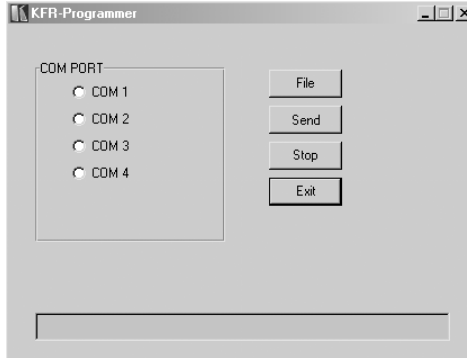 KFR-Programmer
COM PORT
COM 1
COM 2
COM 3
COM 4
File
Send
Stop
Exit